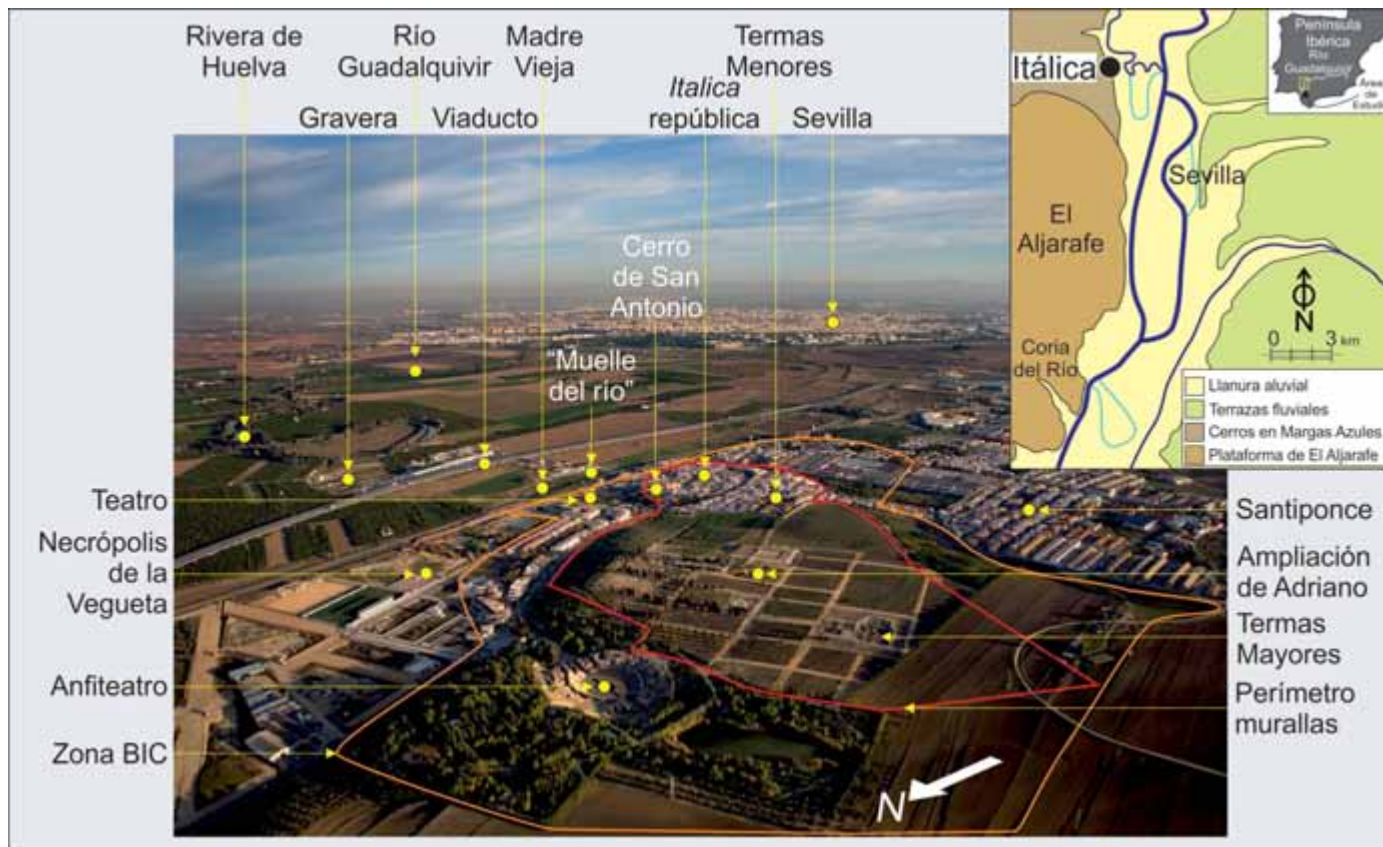 Rivera de
Huelva
Gravera
Río
Guadalquivir
Viaducto
Madre
Vieja
Italica
república
Termas
Menores
Sevilla
Cerro
de San
Antonio
"Muelle
del río"
Teatro
Necrópolis
de la
Vegueta
Anfiteatro
Zona BIC
Santiponce
Ampliación
de Adriano
Termas
Mayores
Perímetro
murallas
N
Itálica
Sevilla
El
Aljarafe
Coria
del Río
N
0 3 km
Península
Ibérica
Río
Guadalquivir
Área
de
Estudio
Llanura aluvial
Terrazas fluviales
Cerros en Margas Azules
Plataforma de El Aljarafe